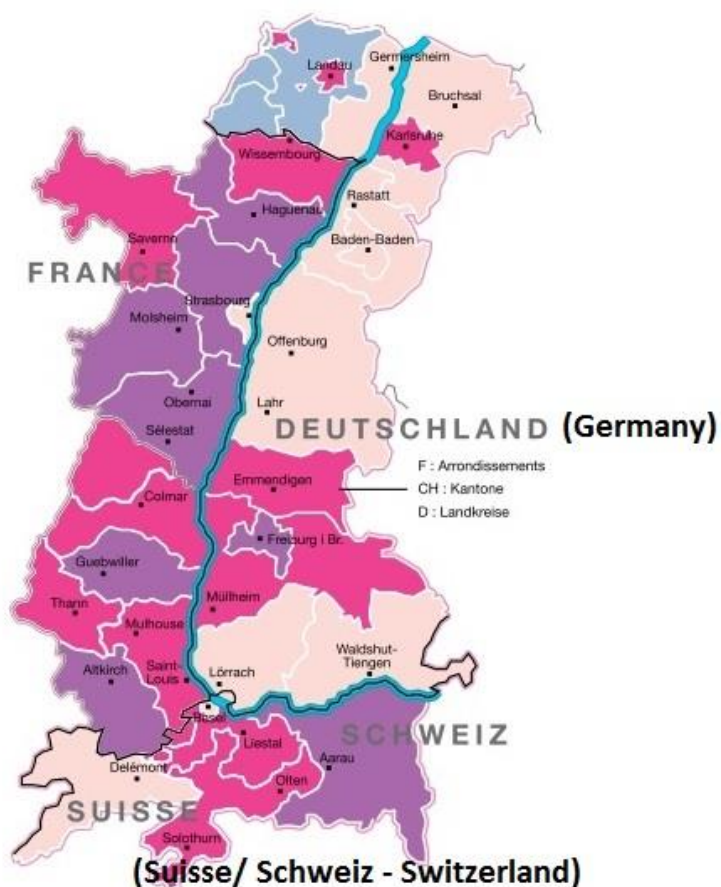 Landau
Germersheim
Bruchsal
Karlsruhe
Wissembourg
Rastatt
Haguenau
Baden-Baden
Savernn
FRANCE
Strasbourg
Molsheim
Offenburg
Obernai
Lahr
DEUTSCHLAND (Germany)
Sélestat
F : Arrondissements
Emmendigen
CH : Kantone
Colmar
D : Landkreise
Freiburg i Br.
Guebwiller
Thann
Müllheim
Mulhouse
Waldshut-
Tiengen
Altkirch
Saint-
Louis
Lörrach
Basel
SCHWEIZ
Liestal
Aarau
Delémont
Olten
SUISSE
Solothurn
(Suisse/ Schweiz - Switzerland)